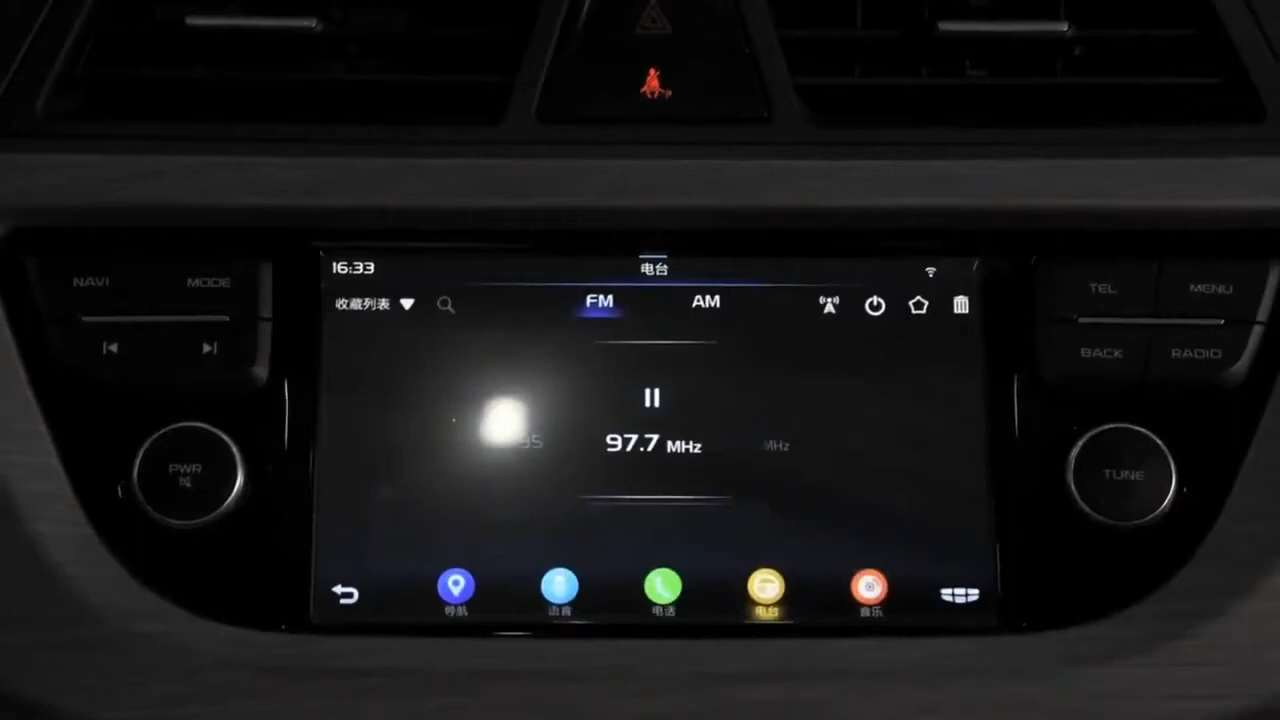 16:33
电台
收藏列表
FM
AM
97.7 MHz
MHz
导航
语音
电话
电台
音乐
NAVI
MODE
PWR
TEL
MENU
BACK
RADIO
TUNE